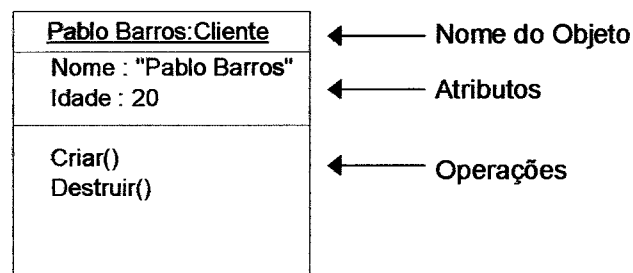 Pablo Barros:Cliente
Nome do Objeto
Nome : "Pablo Barros"
Idade : 20
Atributos
Criar()
Destruir()
Operações